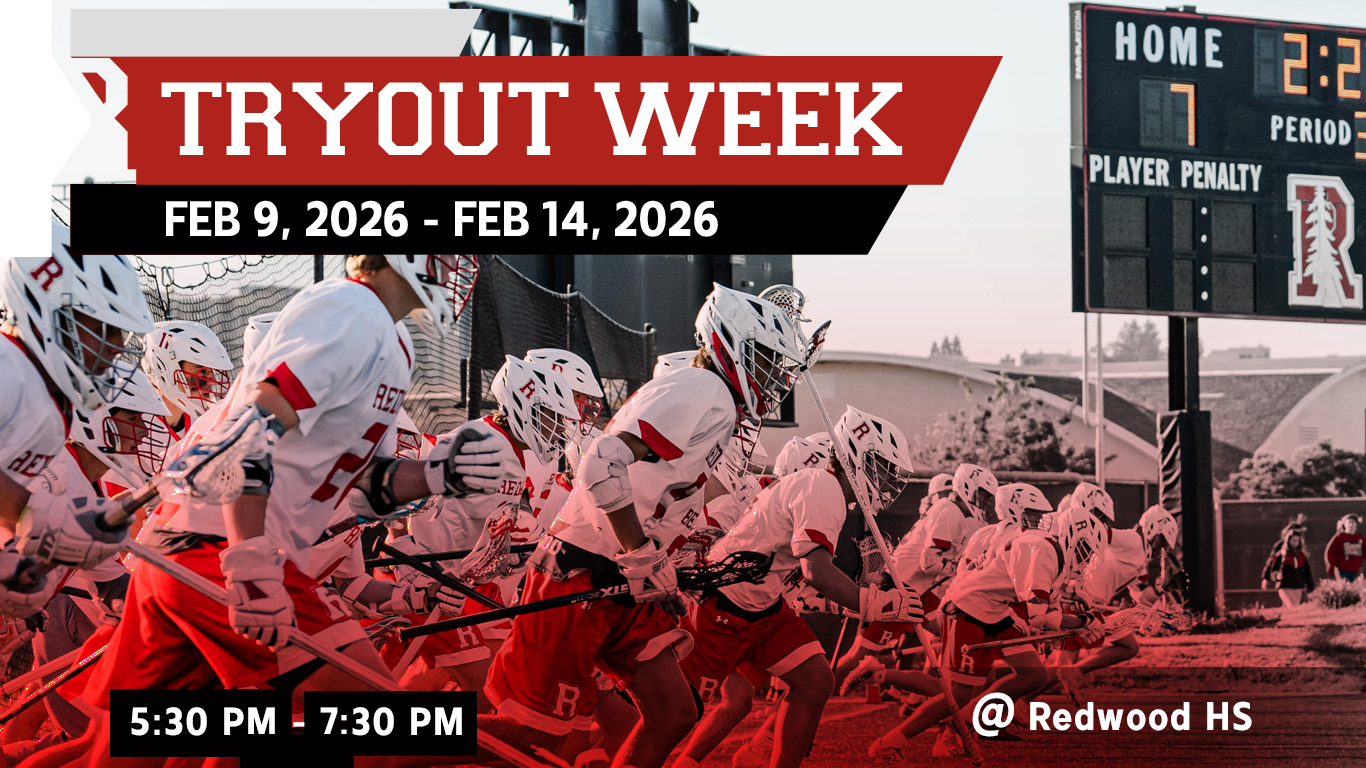 TRYOUT WEEK
FEB 9, 2026 - FEB 14, 2026
HOME
2:2
7
PERIOD
PLAYER PENALTY
R
R
RED
R
R
R
5:30 PM - 7:30 PM
@ Redwood HS